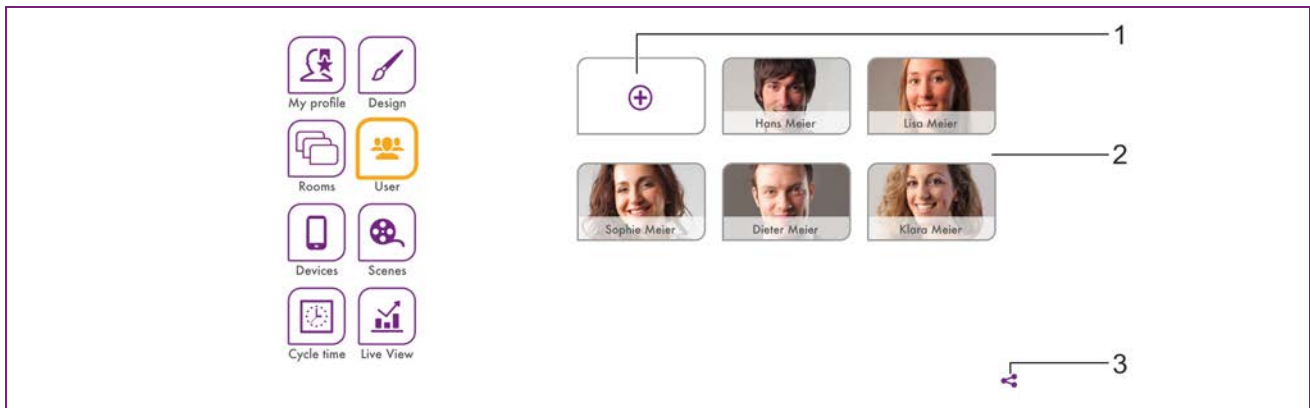 My profile Design
Rooms User
Devices Scenes
Cycle time Live View
1
Hans Meier Lisa Meier
2
Sophie Meier Dieter Meier Klara Meier
3